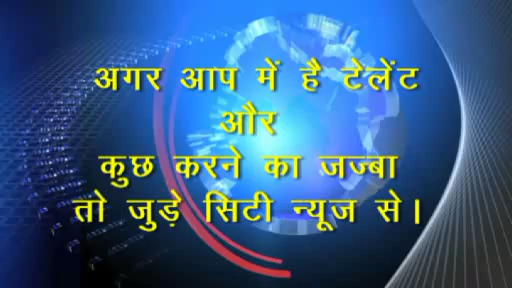 अगर आप में है टेलेंट
और
कुछ करने का जज्बा
तो जुड़े सिटी न्यूज से।